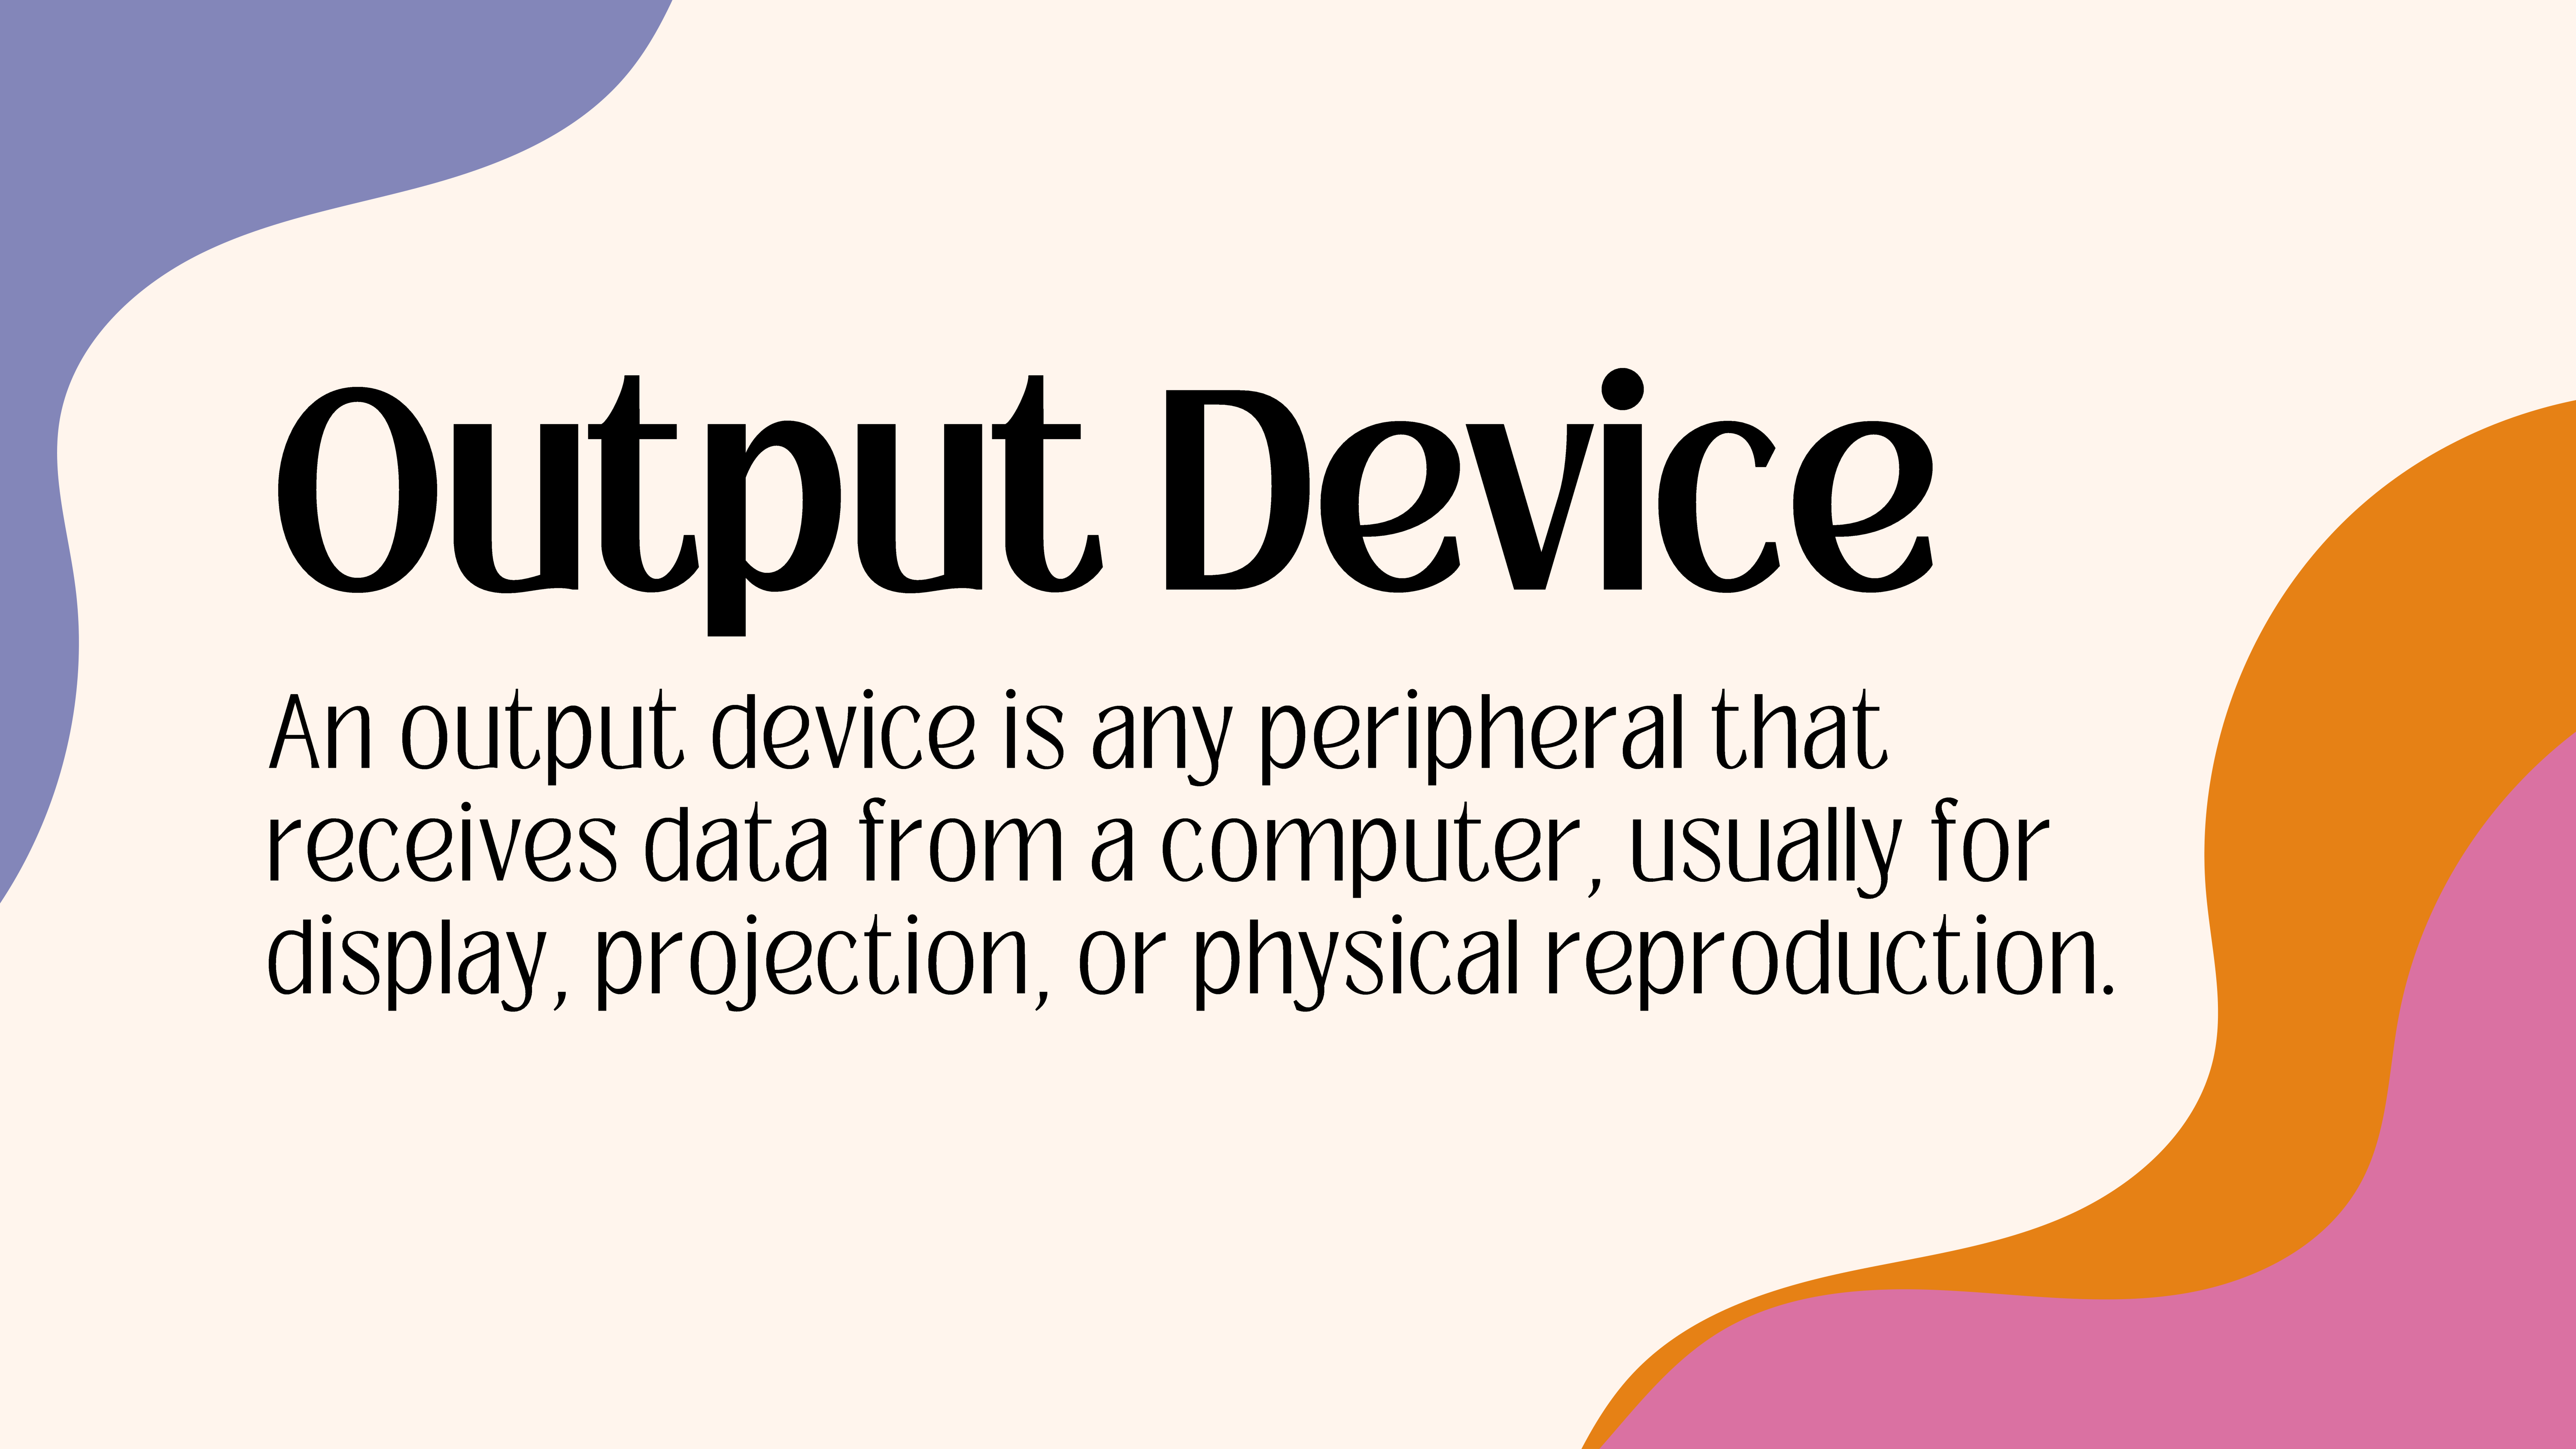 Output Device
An output device is any peripheral that
receives data from a computer, usually for
display, projection, or physical reproduction.